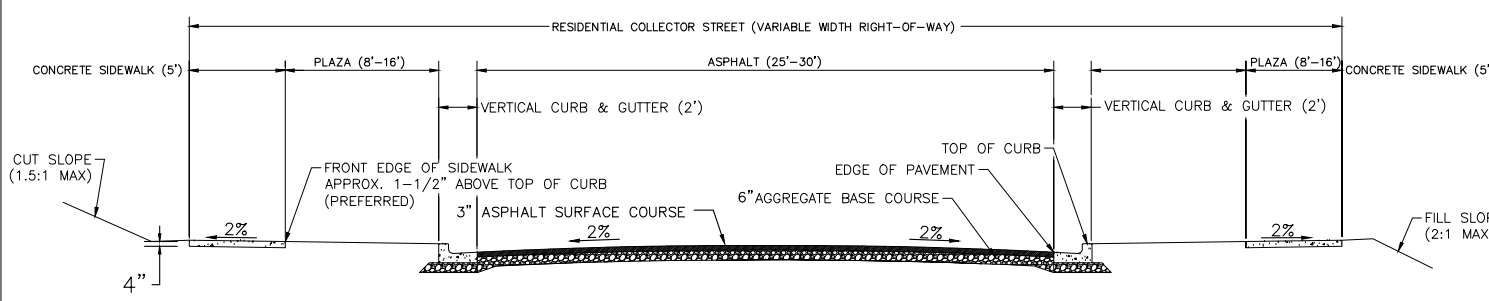 RESIDENTIAL COLLECTOR STREET (VARIABLE WIDTH RIGHT-OF-WAY)
CONCRETE SIDEWALK (5')
PLAZA (8'-16')
ASPHALT (25'-30')
PLAZA (8'-16')
CONCRETE SIDEWALK (5'
VERTICAL CURB & GUTTER (2')
VERTICAL CURB & GUTTER (2')
CUT SLOPE
(1.5:1 MAX)
FRONT EDGE OF SIDEWALK
APPROX. 1-1/2" ABOVE TOP OF CURB
(PREFERRED)
3" ASPHALT SURFACE COURSE
6"AGGREGATE BASE COURSE
EDGE OF PAVEMENT
TOP OF CURB
FILL SLOP
(2:1 MAX
2%
2%
2%
2%
4"